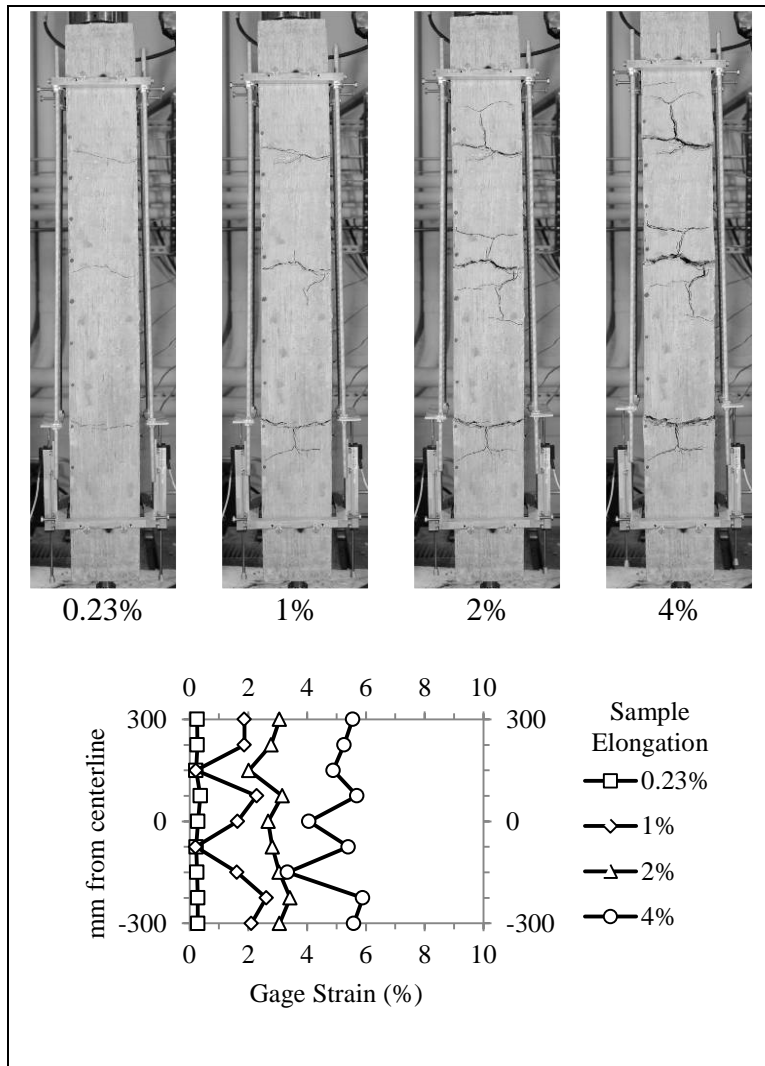 0.23% 1% 2% 4%
0 2 4 6 8 10
300 300
0 0
-300 -300
0 2 4 6 8 10
mm from centerline
Gage Strain (%)
Sample
Elongation
0.23%
1%
2%
4%